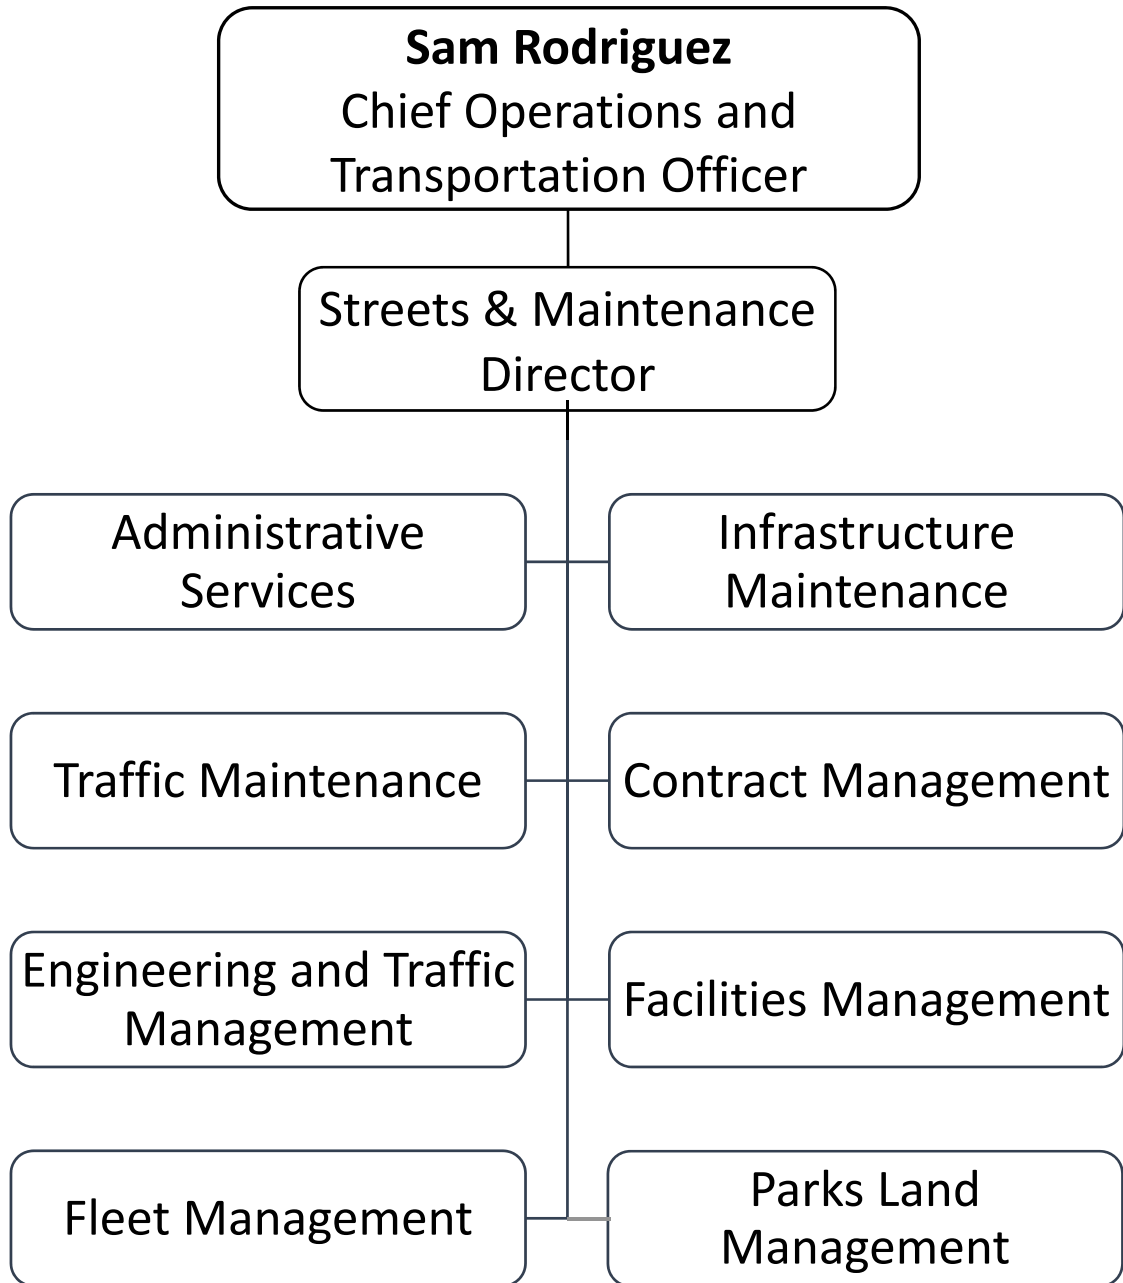 Sam Rodriguez
Chief Operations and
Transportation Officer
Streets & Maintenance
Director
Administrative
Services
Infrastructure
Maintenance
Traffic Maintenance
Contract Management
Engineering and Traffic
Management
Facilities Management
Fleet Management
Parks Land
Management